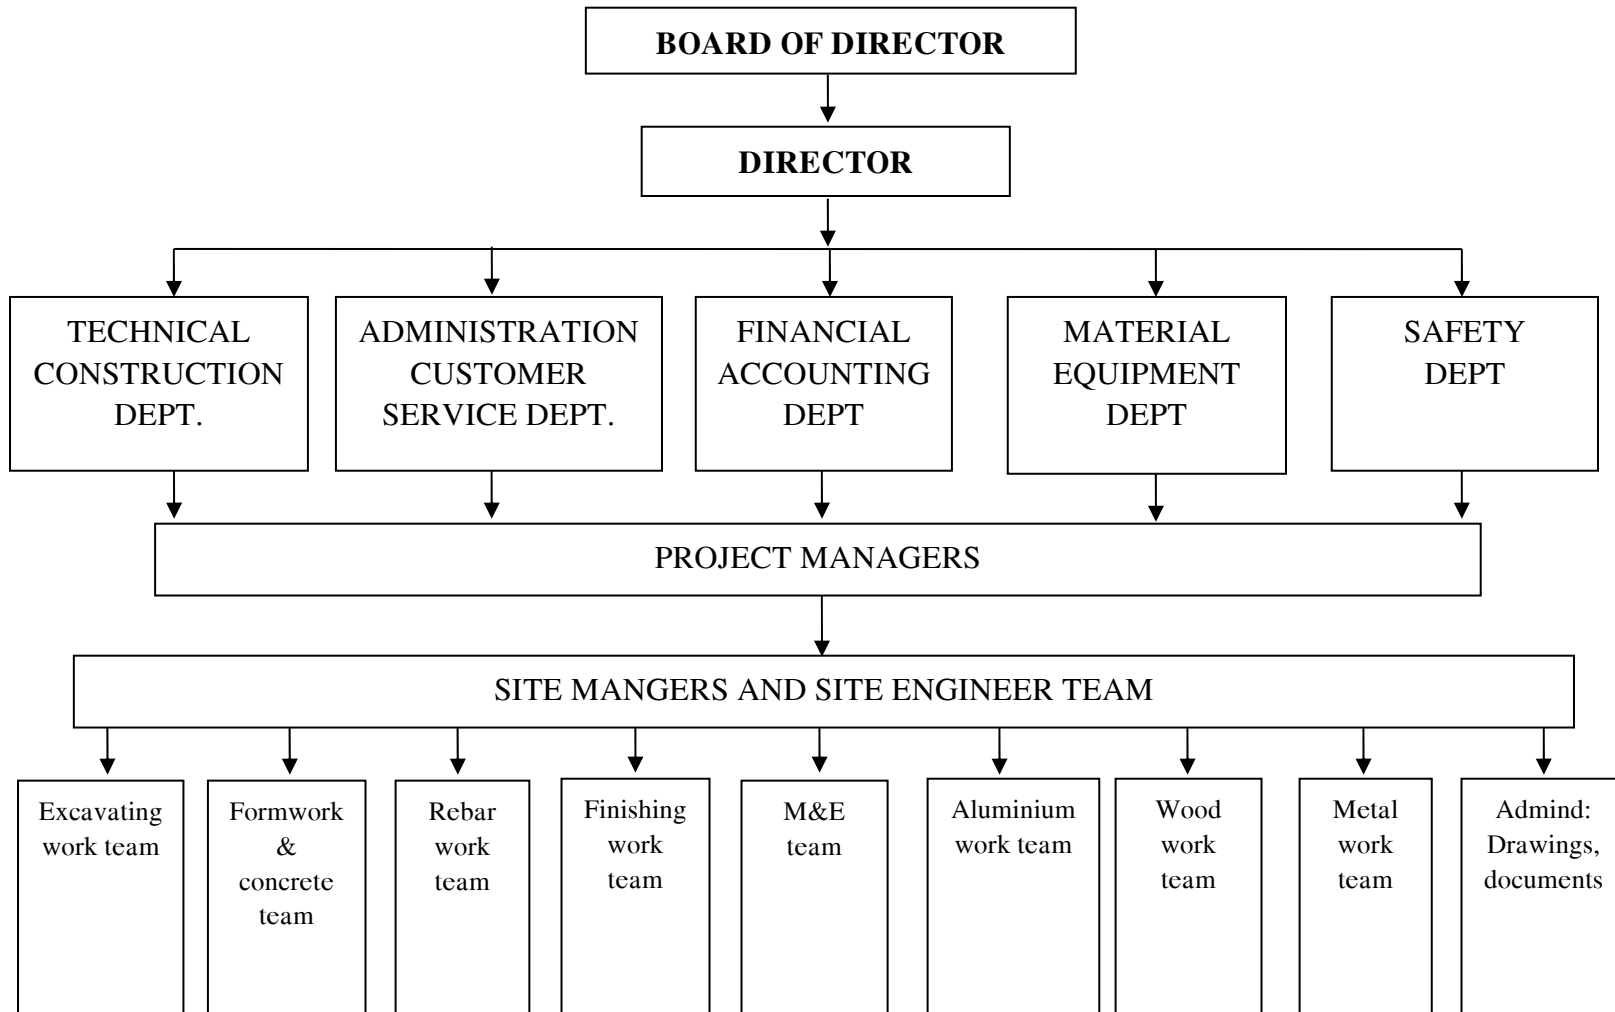 BOARD OF DIRECTOR
DIRECTOR
TECHNICAL
CONSTRUCTION
DEPT.
ADMINISTRATION
CUSTOMER
SERVICE DEPT.
FINANCIAL
ACCOUNTING
DEPT
MATERIAL
EQUIPMENT
DEPT
SAFETY
DEPT
PROJECT MANAGERS
SITE MANGERS AND SITE ENGINEER TEAM
Excavating
work team
Formwork
&
concrete
team
Rebar
work
team
Finishing
work
team
M&E
team
Aluminium
work team
Wood
work
team
Metal
work
team
Admind:
Drawings,
documents